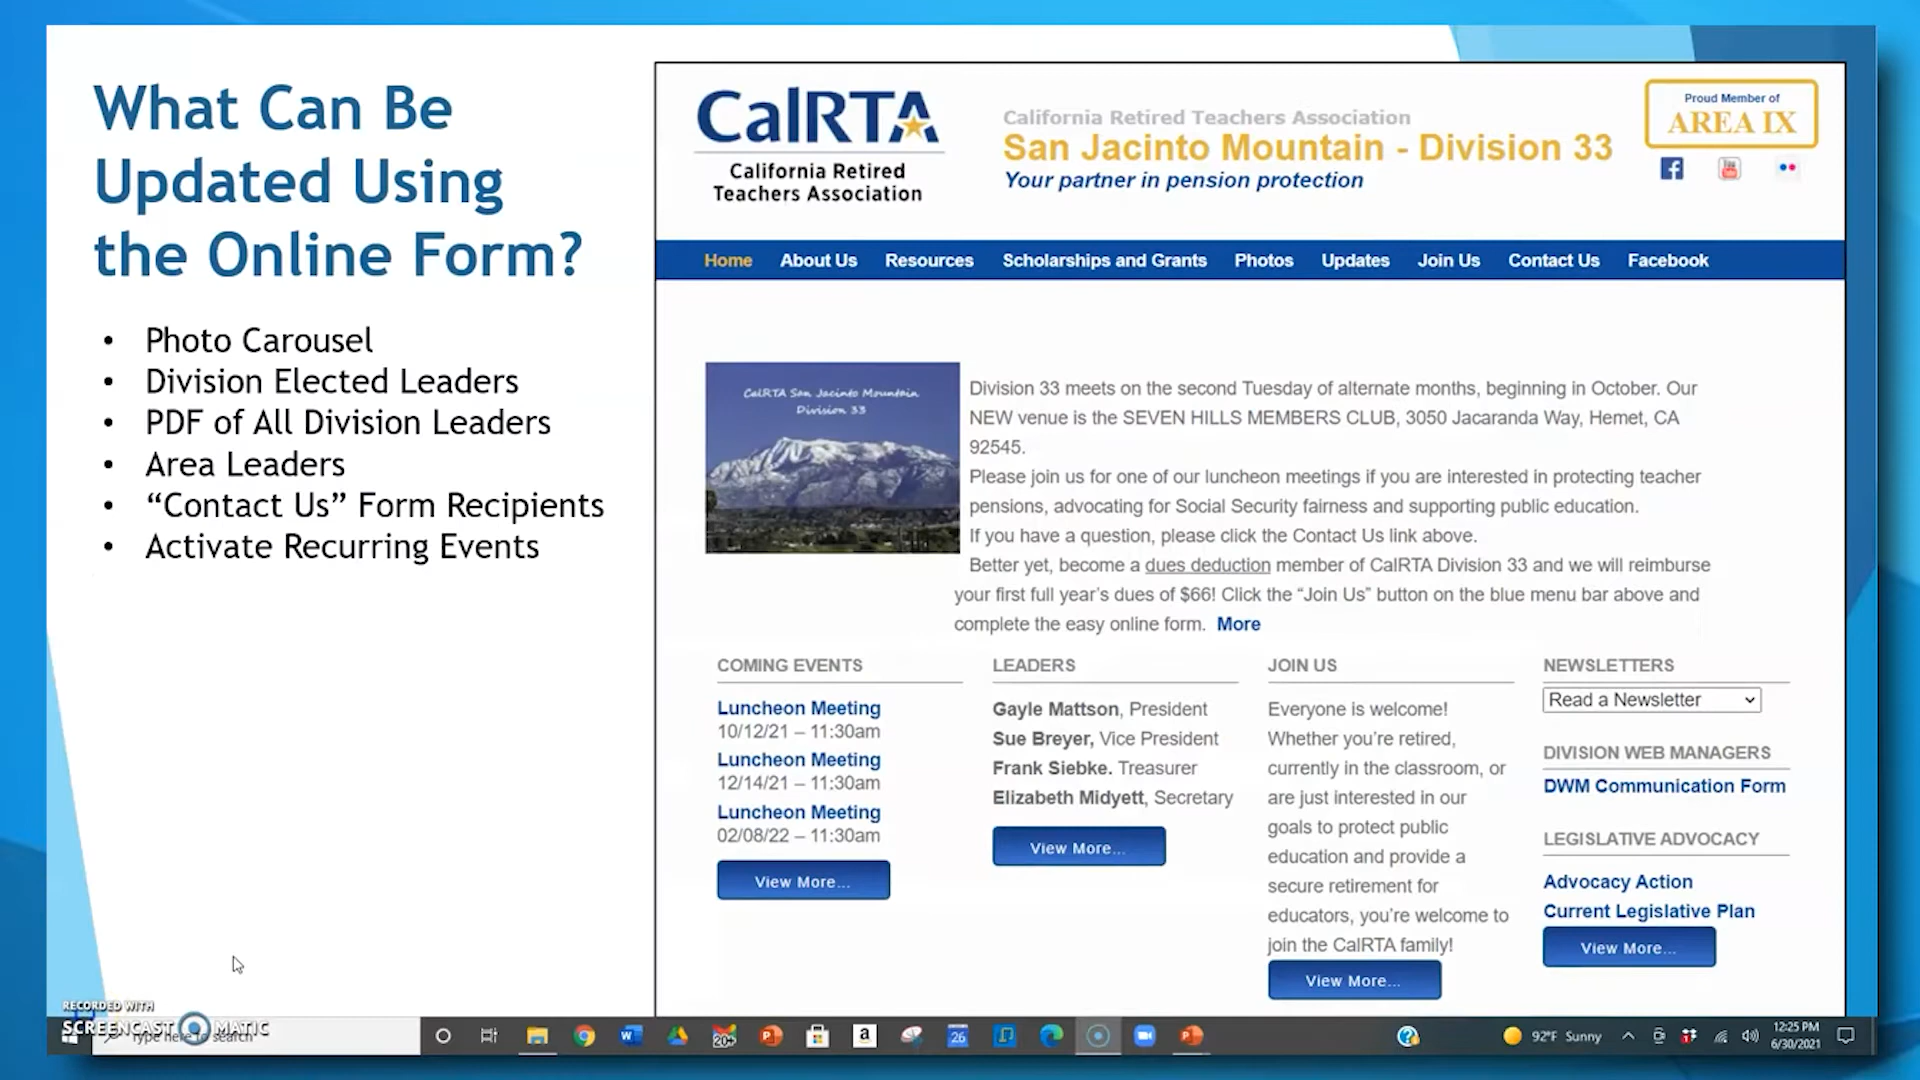 What Can Be
Updated Using
the Online Form?
• Photo Carousel
• Division Elected Leaders
• PDF of All Division Leaders
• Area Leaders
• “Contact Us” Form Recipients
• Activate Recurring Events
CalRTA
California Retired
Teachers Association
California Retired Teachers Association
San Jacinto Mountain - Division 33
Your partner in pension protection
Proud Member of
AREA IX
Home About Us Resources Scholarships and Grants Photos Updates Join Us Contact Us Facebook
CalRTA San Jacinto Mountain
Division 33
Division 33 meets on the second Tuesday of alternate months, beginning in October. Our
NEW venue is the SEVEN HILLS MEMBERS CLUB, 3050 Jacaranda Way, Hemet, CA
92545.
Please join us for one of our luncheon meetings if you are interested in protecting teacher
pensions, advocating for Social Security fairness and supporting public education.
If you have a question, please click the Contact Us link above.
Better yet, become a dues deduction member of CalRTA Division 33 and we will reimburse
your first full year’s dues of $66! Click the “Join Us” button on the blue menu bar above and
complete the easy online form. More
COMING EVENTS
Luncheon Meeting
10/12/21 – 11:30am
Luncheon Meeting
12/14/21 – 11:30am
Luncheon Meeting
02/08/22 – 11:30am
View More...
LEADERS
Gayle Mattson, President
Sue Breyer, Vice President
Frank Siebke. Treasurer
Elizabeth Midyett, Secretary
View More...
JOIN US
Everyone is welcome!
Whether you’re retired,
currently in the classroom, or
are just interested in our
goals to protect public
education and provide a
secure retirement for
educators, you’re welcome to
join the CalRTA family!
View More...
NEWSLETTERS
Read a Newsletter
DIVISION WEB MANAGERS
DWM Communication Form
LEGISLATIVE ADVOCACY
Advocacy Action
Current Legislative Plan
View More...
RECORDED WITH
SCREENCAST MATIC
Type here to search
20+
26
92°F Sunny
12:25 PM
6/30/2021